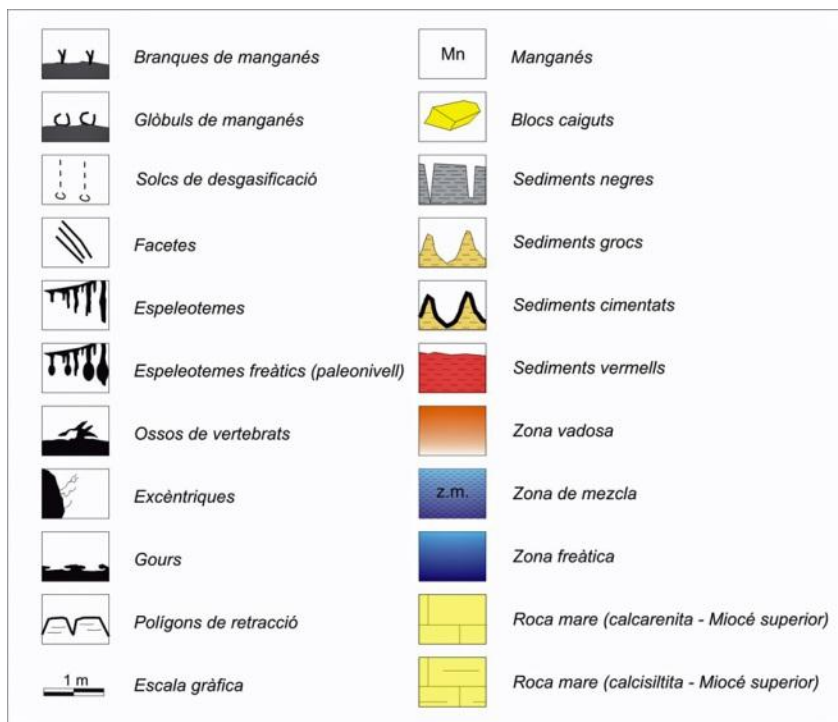 Branques de manganés
Glòbuls de manganés
Solcs de desgasificació
Facetes
Espeleotemes
Espeleotemes freàtics (paleonivell)
Ossos de vertebrats
Excèntriques
Gours
Polígons de retracció
1 m
Escala gràfica
Mn
Manganés
Blocs caiguts
Sediments negres
Sediments grocs
Sediments cimentats
Sediments vermells
Zona vadosa
z.m.
Zona de mezcla
Zona freàtica
Roca mare (calcarenita - Miocé superior)
Roca mare (calcisiltita - Miocé superior)